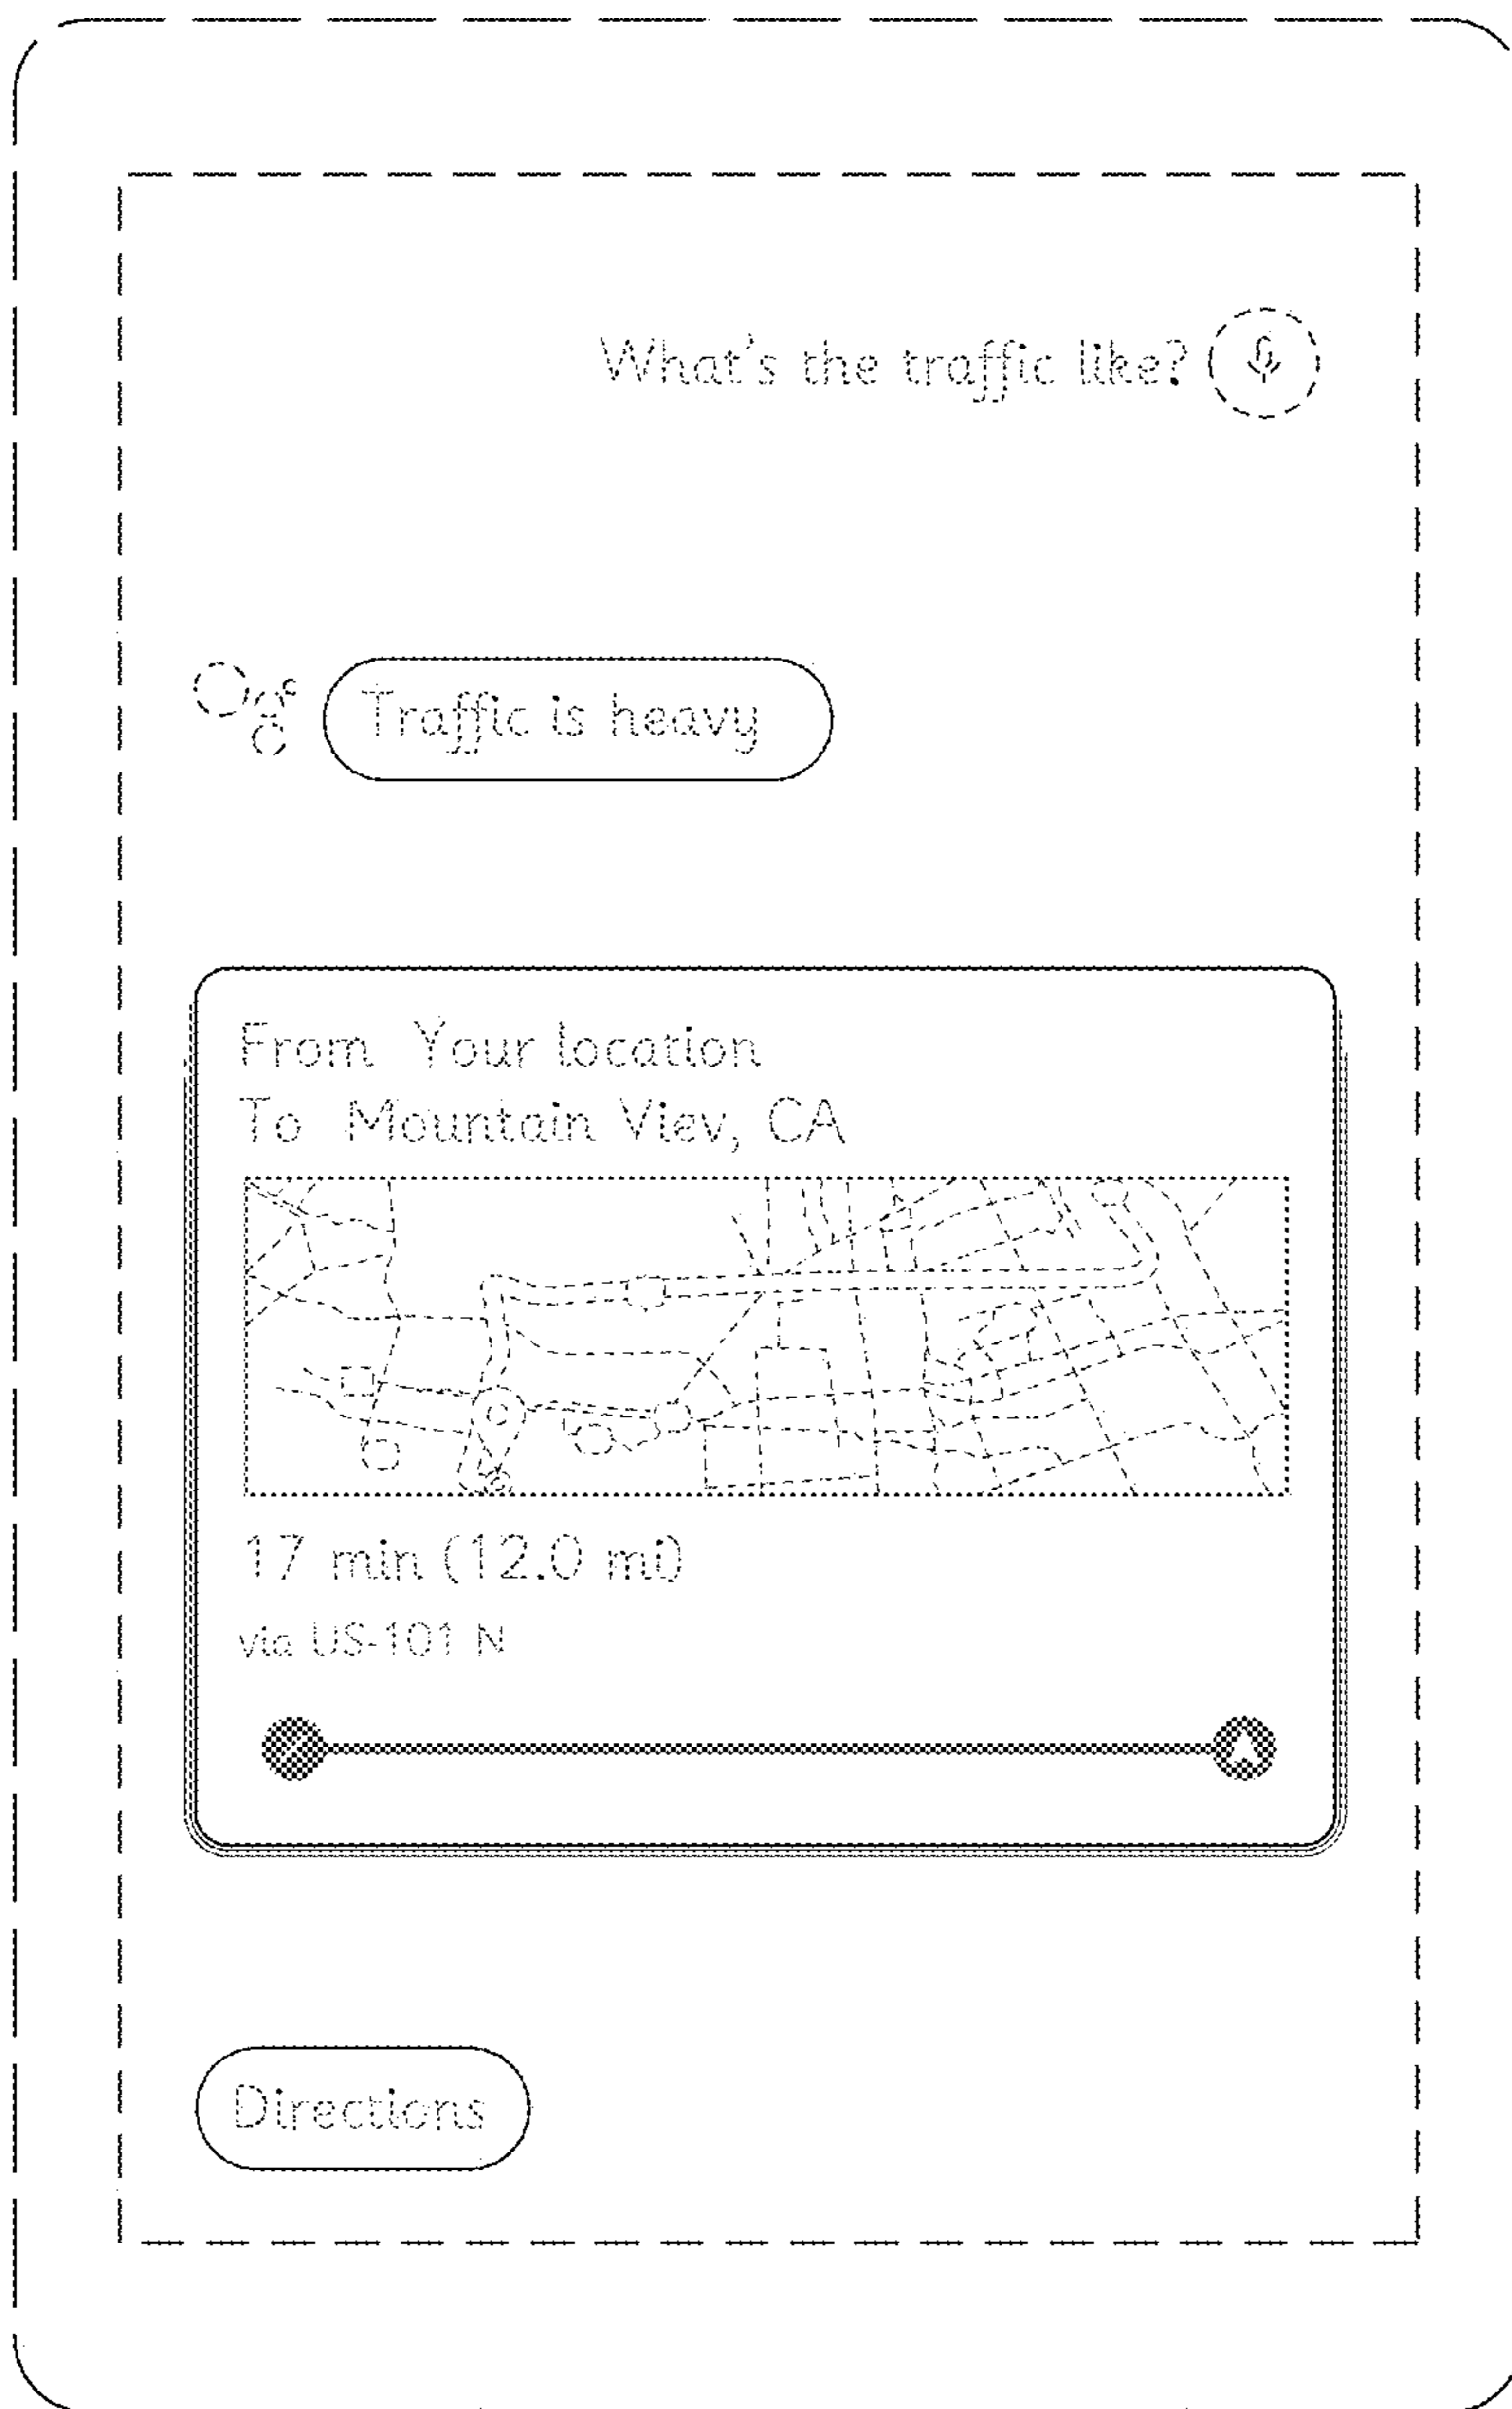 What's the traffic like?
Traffic is heavy
From Your location
To Mountain Viev, CA
17 min (12.0 mi)
via US-101 N
Directions